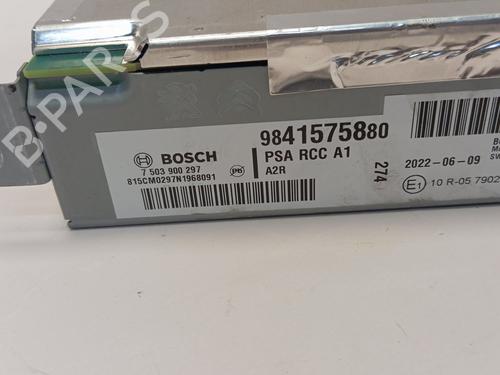 B-PARTS
BOSCH
7 503 900 297
815CM0297N1968091
Pb
9841575880
PSA RCC A1
A2R
274
2022-06-09
E1 10 R-05 7902